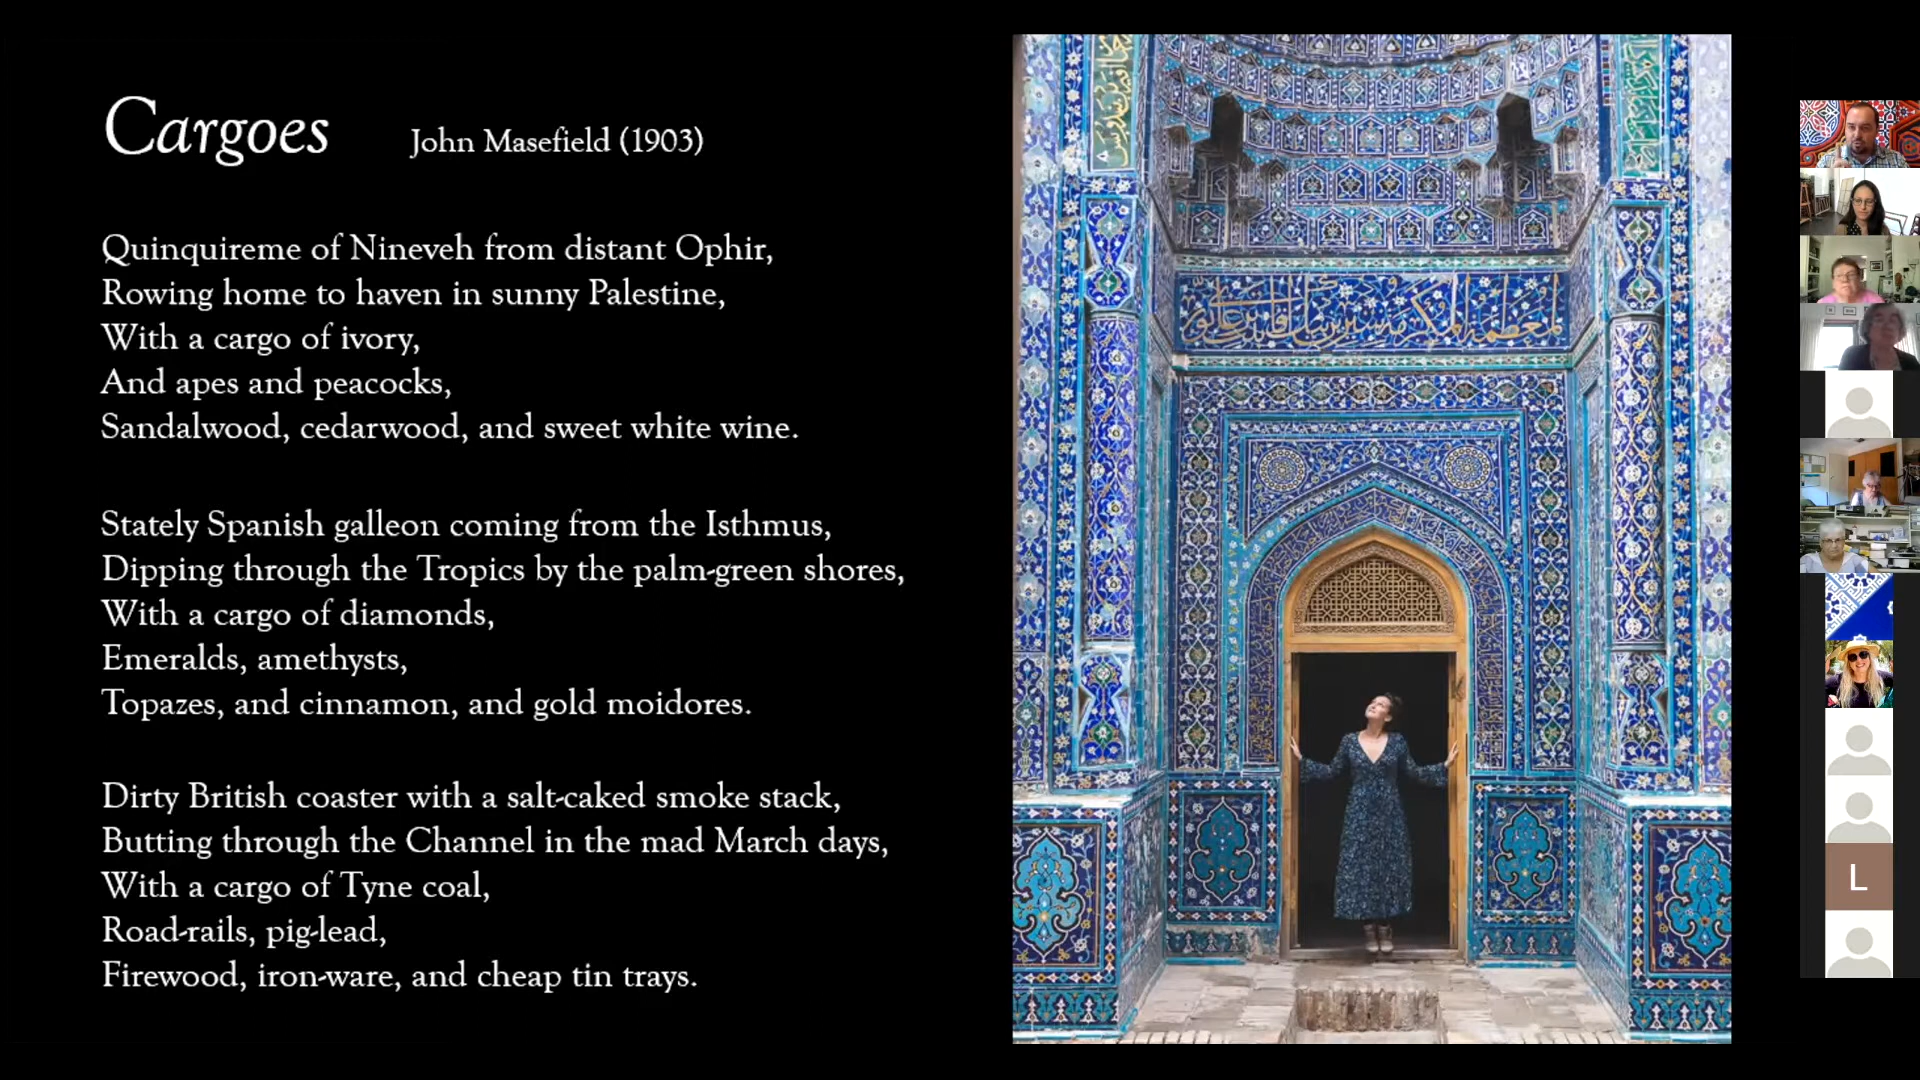 Cargoes
John Masefield (1903)
Quinquireme of Nineveh from distant Ophir,
Rowing home to haven in sunny Palestine,
With a cargo of ivory,
And apes and peacocks,
Sandalwood, cedarwood, and sweet white wine.
Stately Spanish galleon coming from the Isthmus,
Dipping through the Tropics by the palm-green shores,
With a cargo of diamonds,
Emeralds, amethysts,
Topazes, and cinnamon, and gold moidores.
Dirty British coaster with a salt-caked smoke stack,
Butting through the Channel in the mad March days,
With a cargo of Tyne coal,
Road-rails, pig-lead,
Firewood, iron-ware, and cheap tin trays.
L